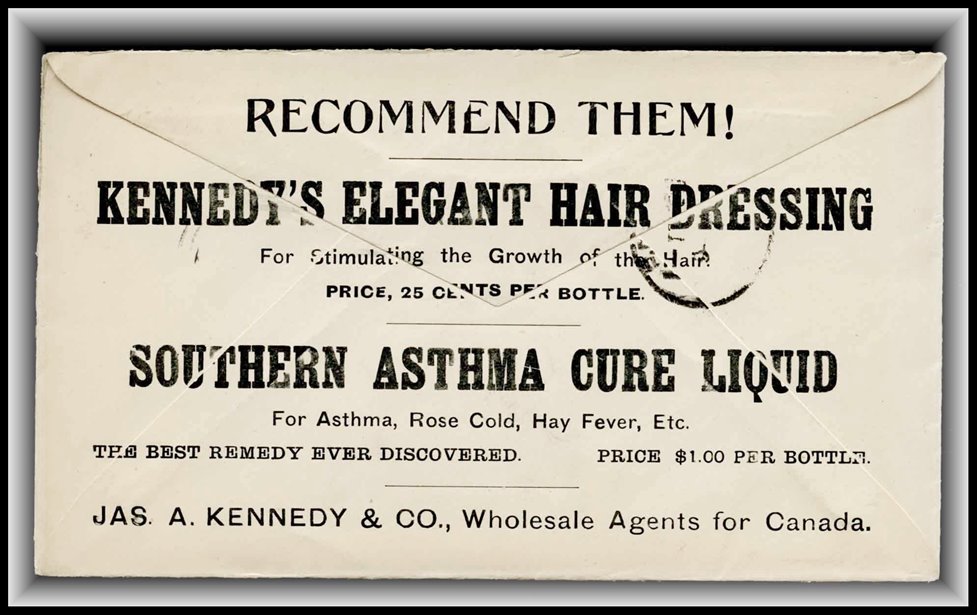 RECOMMEND THEM!
KENNEDY'S ELEGANT HAIR DRESSING
For Stimulating the Growth of the Hair.
PRICE, 25 CENTS PER BOTTLE.
SOUTHERN ASTHMA CURE LIQUID
For Asthma, Rose Cold, Hay Fever, Etc.
THE BEST REMEDY EVER DISCOVERED. PRICE $1.00 PER BOTTLE.
JAS. A. KENNEDY & CO., Wholesale Agents for Canada.